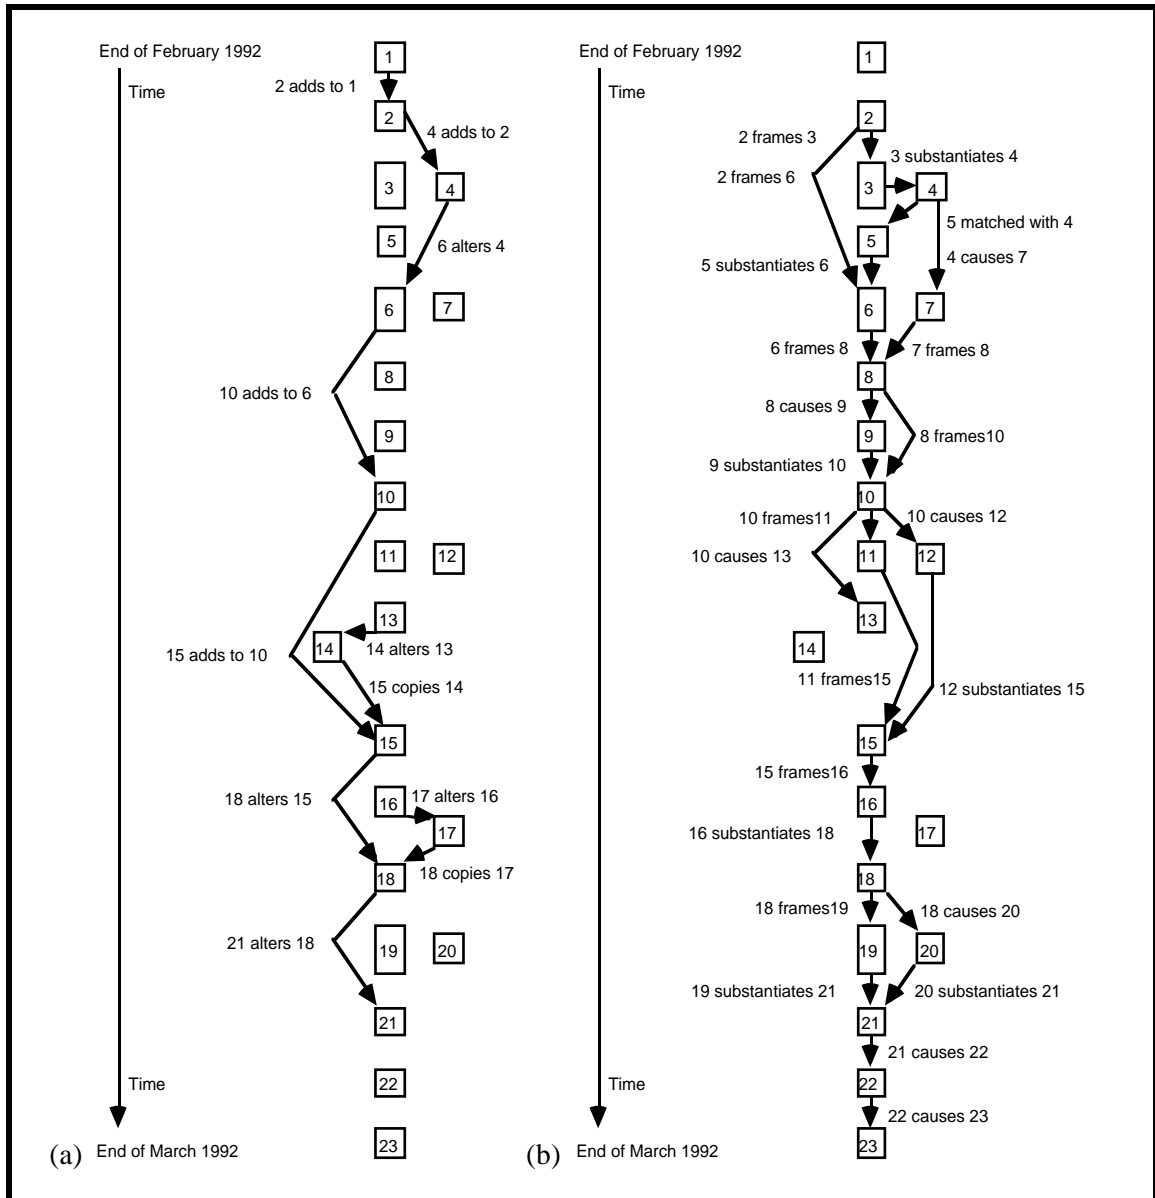 End of February 1992
Time
1
2 adds to 1
2
4 adds to 2
3
4
5
6 alters 4
6
7
8
10 adds to 6
9
10
11
12
13
14
14 alters 13
15 adds to 10
15 copies 14
15
16
17 alters 16
18 alters 15
17
18 copies 17
18
21 alters 18
19
20
21
Time
22
(a)
End of March 1992
23
End of February 1992
Time
1
2
2 frames 3
3 substantiates 4
2 frames 6
3
4
5 matched with 4
5
4 causes 7
5 substantiates 6
6
7
6 frames 8
7 frames 8
8
8 causes 9
9
8 frames10
9 substantiates 10
10
10 frames11
10 causes 12
10 causes 13
11
12
13
14
11 frames15
12 substantiates 15
15
15 frames16
16
16 substantiates 18
17
18
18 frames19
18 causes 20
19
20
19 substantiates 21
20 substantiates 21
21
21 causes 22
Time
22
22 causes 23
(b)
End of March 1992
23